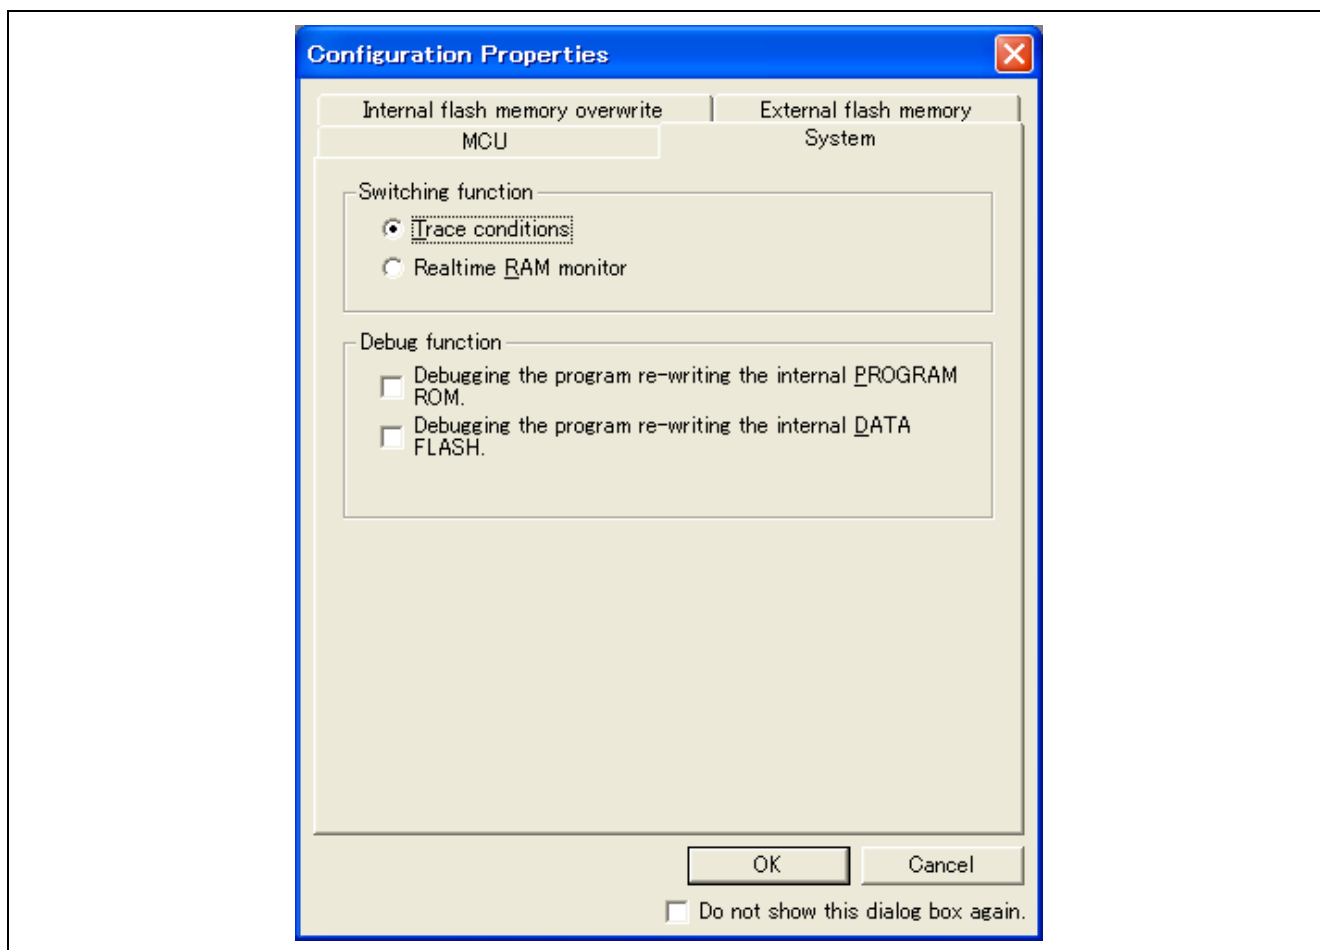 Configuration Properties
Internal flash memory overwrite
External flash memory
MCU
System
Switching function
Trace conditions
Realtime RAM monitor
Debug function
Debugging the program re-writing the internal PROGRAM
ROM.
Debugging the program re-writing the internal DATA
FLASH.
OK
Cancel
Do not show this dialog box again.